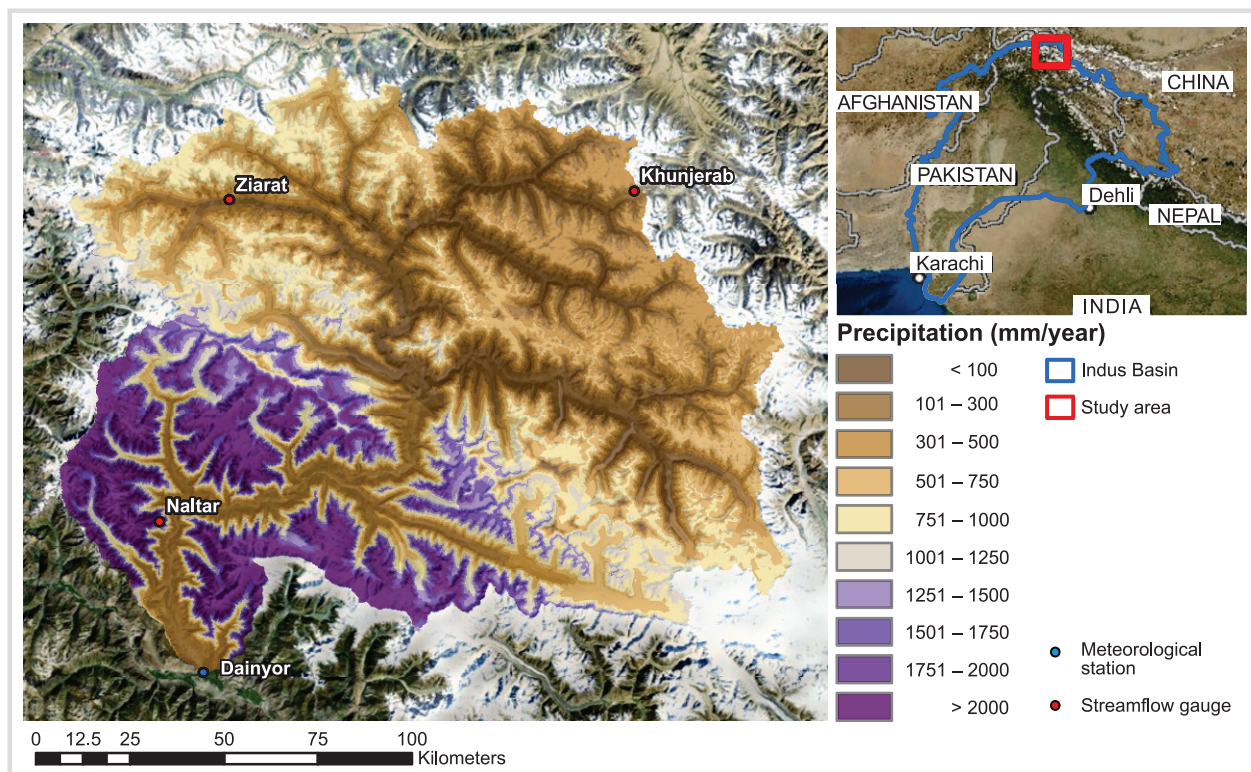 Ziarat
Khunjerab
Naltar
Dainyor
0 12.5 25 50 75 100
Kilometers
CHINA
AFGHANISTAN
PAKISTAN
Dehli
NEPAL
Karachi
INDIA
Precipitation (mm/year)
< 100
101 – 300
301 – 500
501 – 750
751 – 1000
1001 – 1250
1251 – 1500
1501 – 1750
1751 – 2000
> 2000
Indus Basin
Study area
Meteorological
station
Streamflow gauge